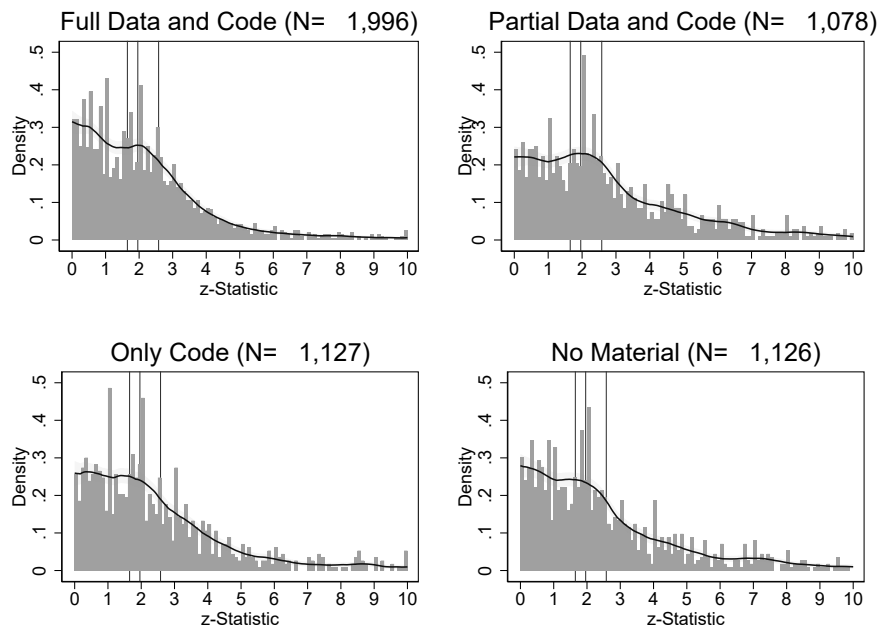 Full Data and Code (N= 1,996)
Density
.5
.4
.3
.2
.1
0
0 1 2 3 4 5 6 7 8 9 10
z-Statistic
Partial Data and Code (N= 1,078)
Density
.5
.4
.3
.2
.1
0
0 1 2 3 4 5 6 7 8 9 10
z-Statistic
Only Code (N= 1,127)
Density
.5
.4
.3
.2
.1
0
0 1 2 3 4 5 6 7 8 9 10
z-Statistic
No Material (N= 1,126)
Density
.5
.4
.3
.2
.1
0
0 1 2 3 4 5 6 7 8 9 10
z-Statistic